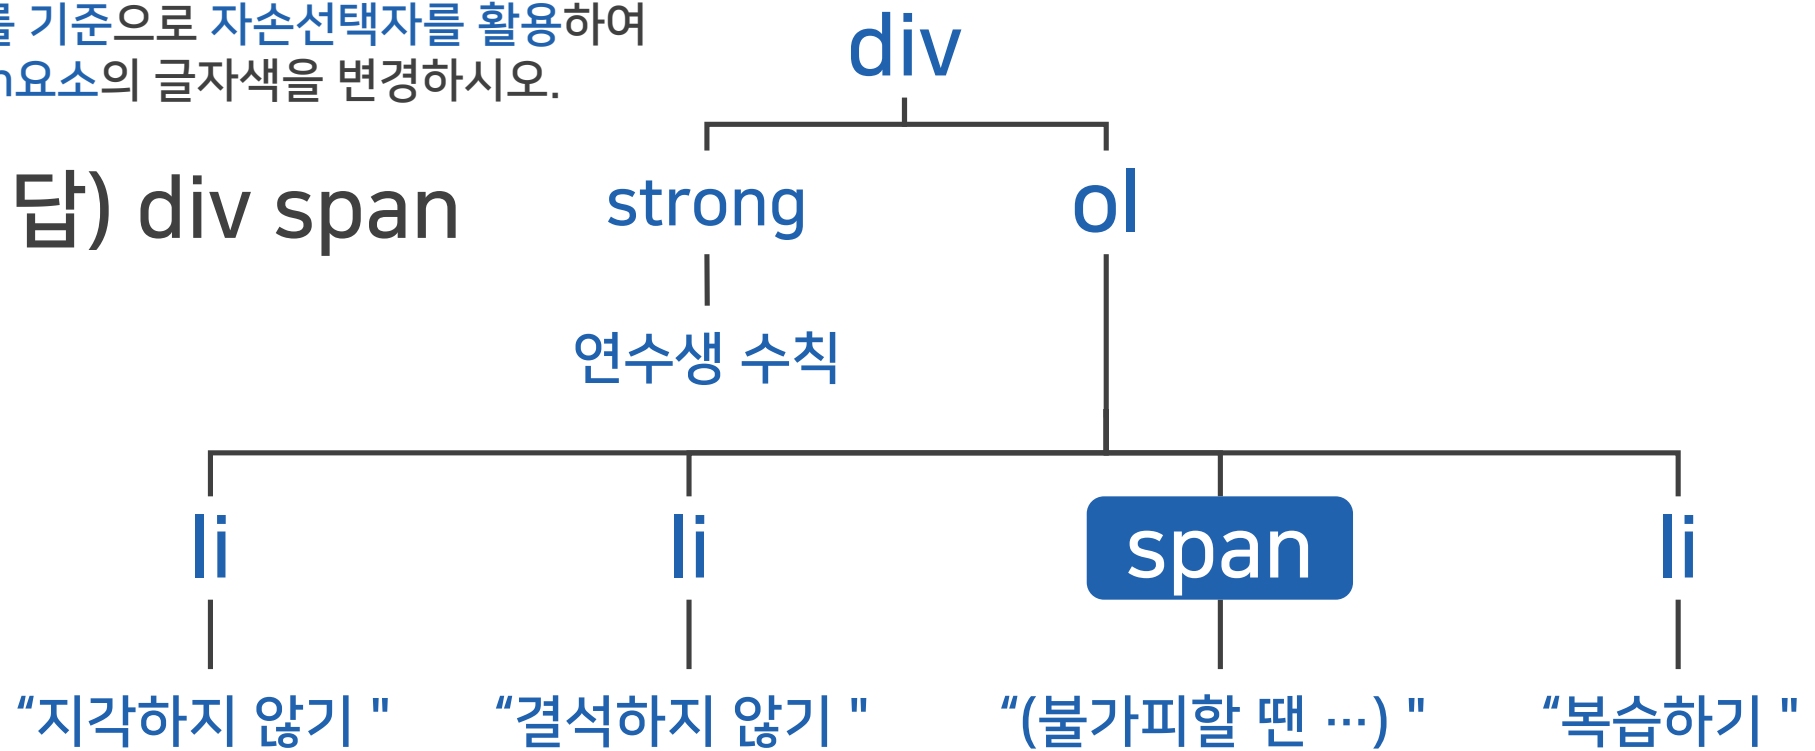 를 기준으로 자손선택자를 활용하여
n요소의 글자색을 변경하시오.
답) div span
div
strong
ol
연수생 수칙
li
li
span
li
“지각하지 않기 "
“결석하지 않기 "
“(불가피할 땐 …) "
“복습하기 "